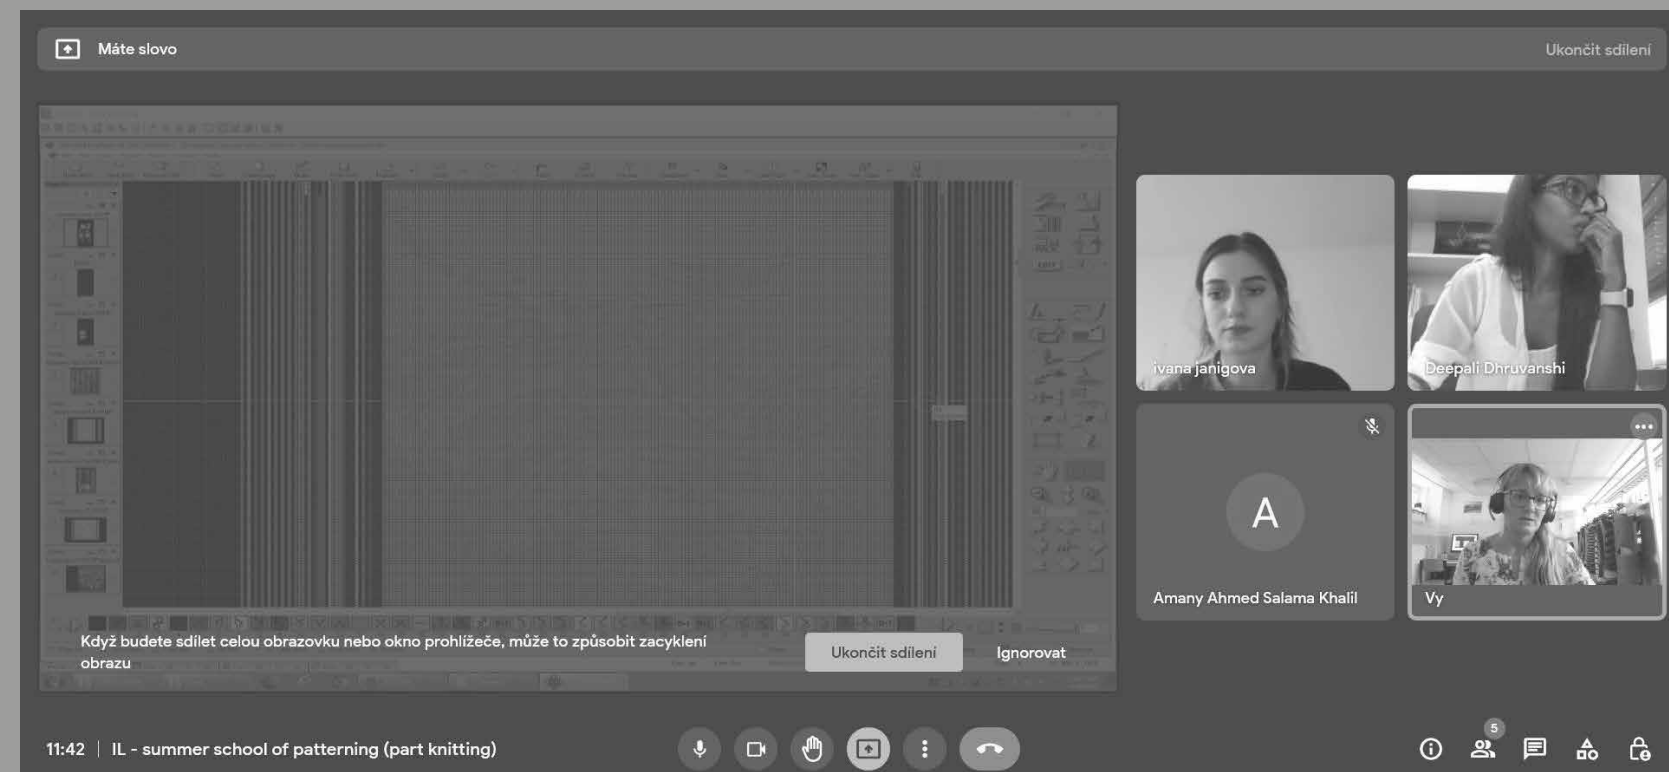 Máte slovo
Ukončit sdílení
ivana janigova
Deepali Dhruvanshi
A
Amany Ahmed Salama Khalil
Vy
Když budete sdílet celou obrazovku nebo okno prohlížeče, může to způsobit zacyklení
obrazu
Ukončit sdílení
Ignorovat
11:42
IL - summer school of patterning (part knitting)
5